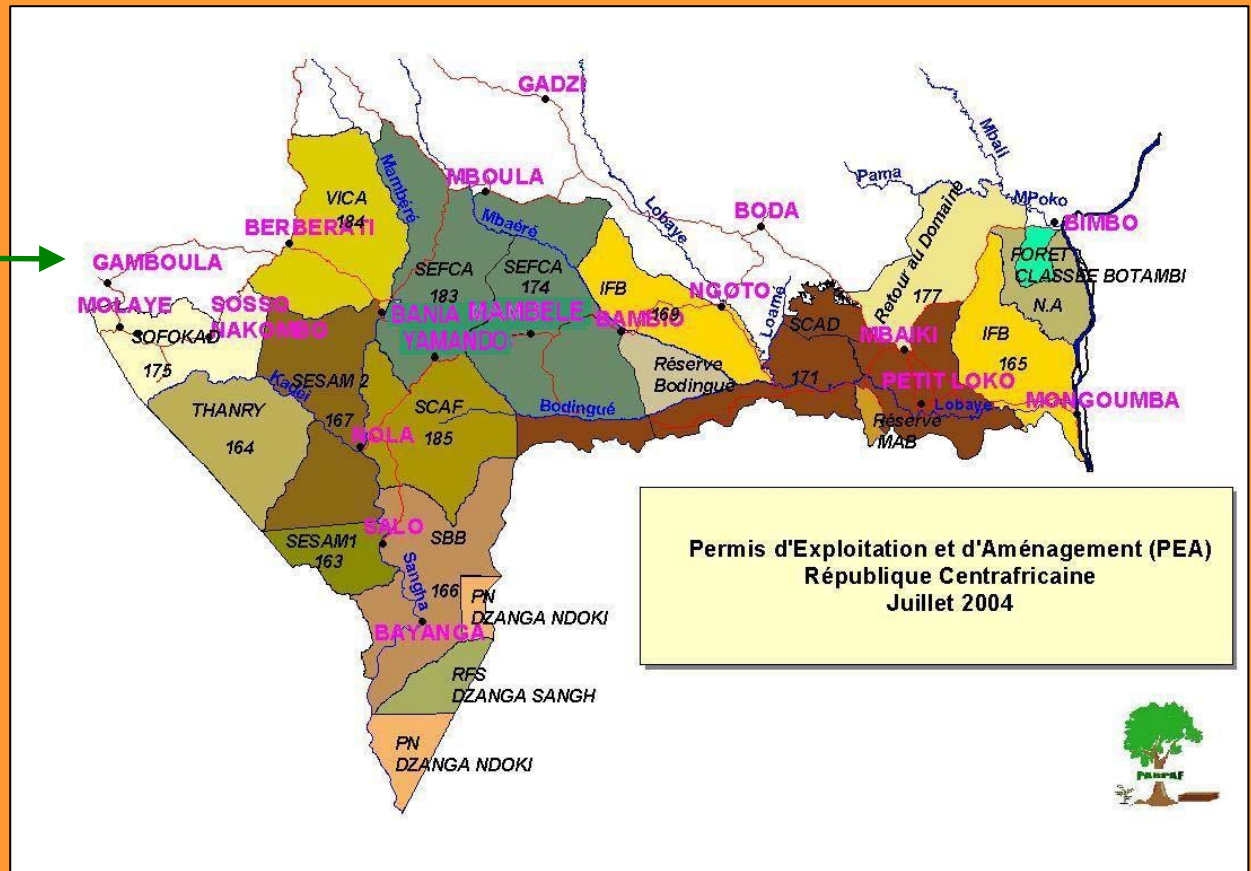 GADZI
Mbali
VICA
184
Mambéré
MBOULA
Mbaéré
Lobaye
BODA
Pama
MPoko
BIMBO
BERBERATI
GAMBOULA
MOLAYE
SOSSO
NAKOMBO
SOFOKAD
175
SEFCA
183
SEFCA
174
IFB
169
NGOTO
Loamé
Retour au Domaine
177
FORET
CLASSEE BOTAMBI
N.A
BANIA
MAMBELE
BAMBIO
YAMANDO
SCAD
171
MBAIKI
IFB
165
Réserve
Bodingué
PETIT LOKO
Lobaye
MONGOUMBA
Réserve
MAB
THANRY
164
Kadei
SESAM 2
167
SCAF
185
Bodingué
NOLA
SALO
SESAM1
163
SBB
166
Sangha
BAYANGA
PN
DZANGA NDOKI
RFS
DZANGA SANGH
PN
DZANGA NDOKI
Permis d'Exploitation et d'Aménagement (PEA)
République Centrafricaine
Juillet 2004
PARPAF